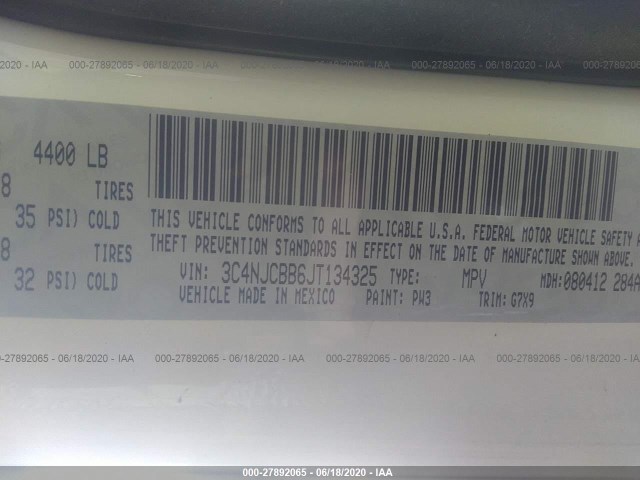 2020 - IAA 000-27892065 - 06/18/2020 - IAA 000-27892065 - 06/18/2020 - IAA 000-27892065 - 06/18/2020
4400 LB
8 TIRES
35 PSI) COLD
8 TIRES
32 PSI) COLD
THIS VEHICLE CONFORMS TO ALL APPLICABLE U.S.A. FEDERAL MOTOR VEHICLE SAFETY A
THEFT PREVENTION STANDARDS IN EFFECT ON THE DATE OF MANUFACTURE SHOWN ABOVE.
VIN: 3C4NJCBB6JT134325 TYPE: MPV MDH:080412 284A
VEHICLE MADE IN MEXICO PAINT: PW3 TRIM: G7X9
0-27892065 - 06/18/2020 - IAA 000-27892065 - 06/18/2020 - IAA 000-27892065 - 06/18/2020 - IAA 000-
000-27892065 - 06/18/2020 - IAA